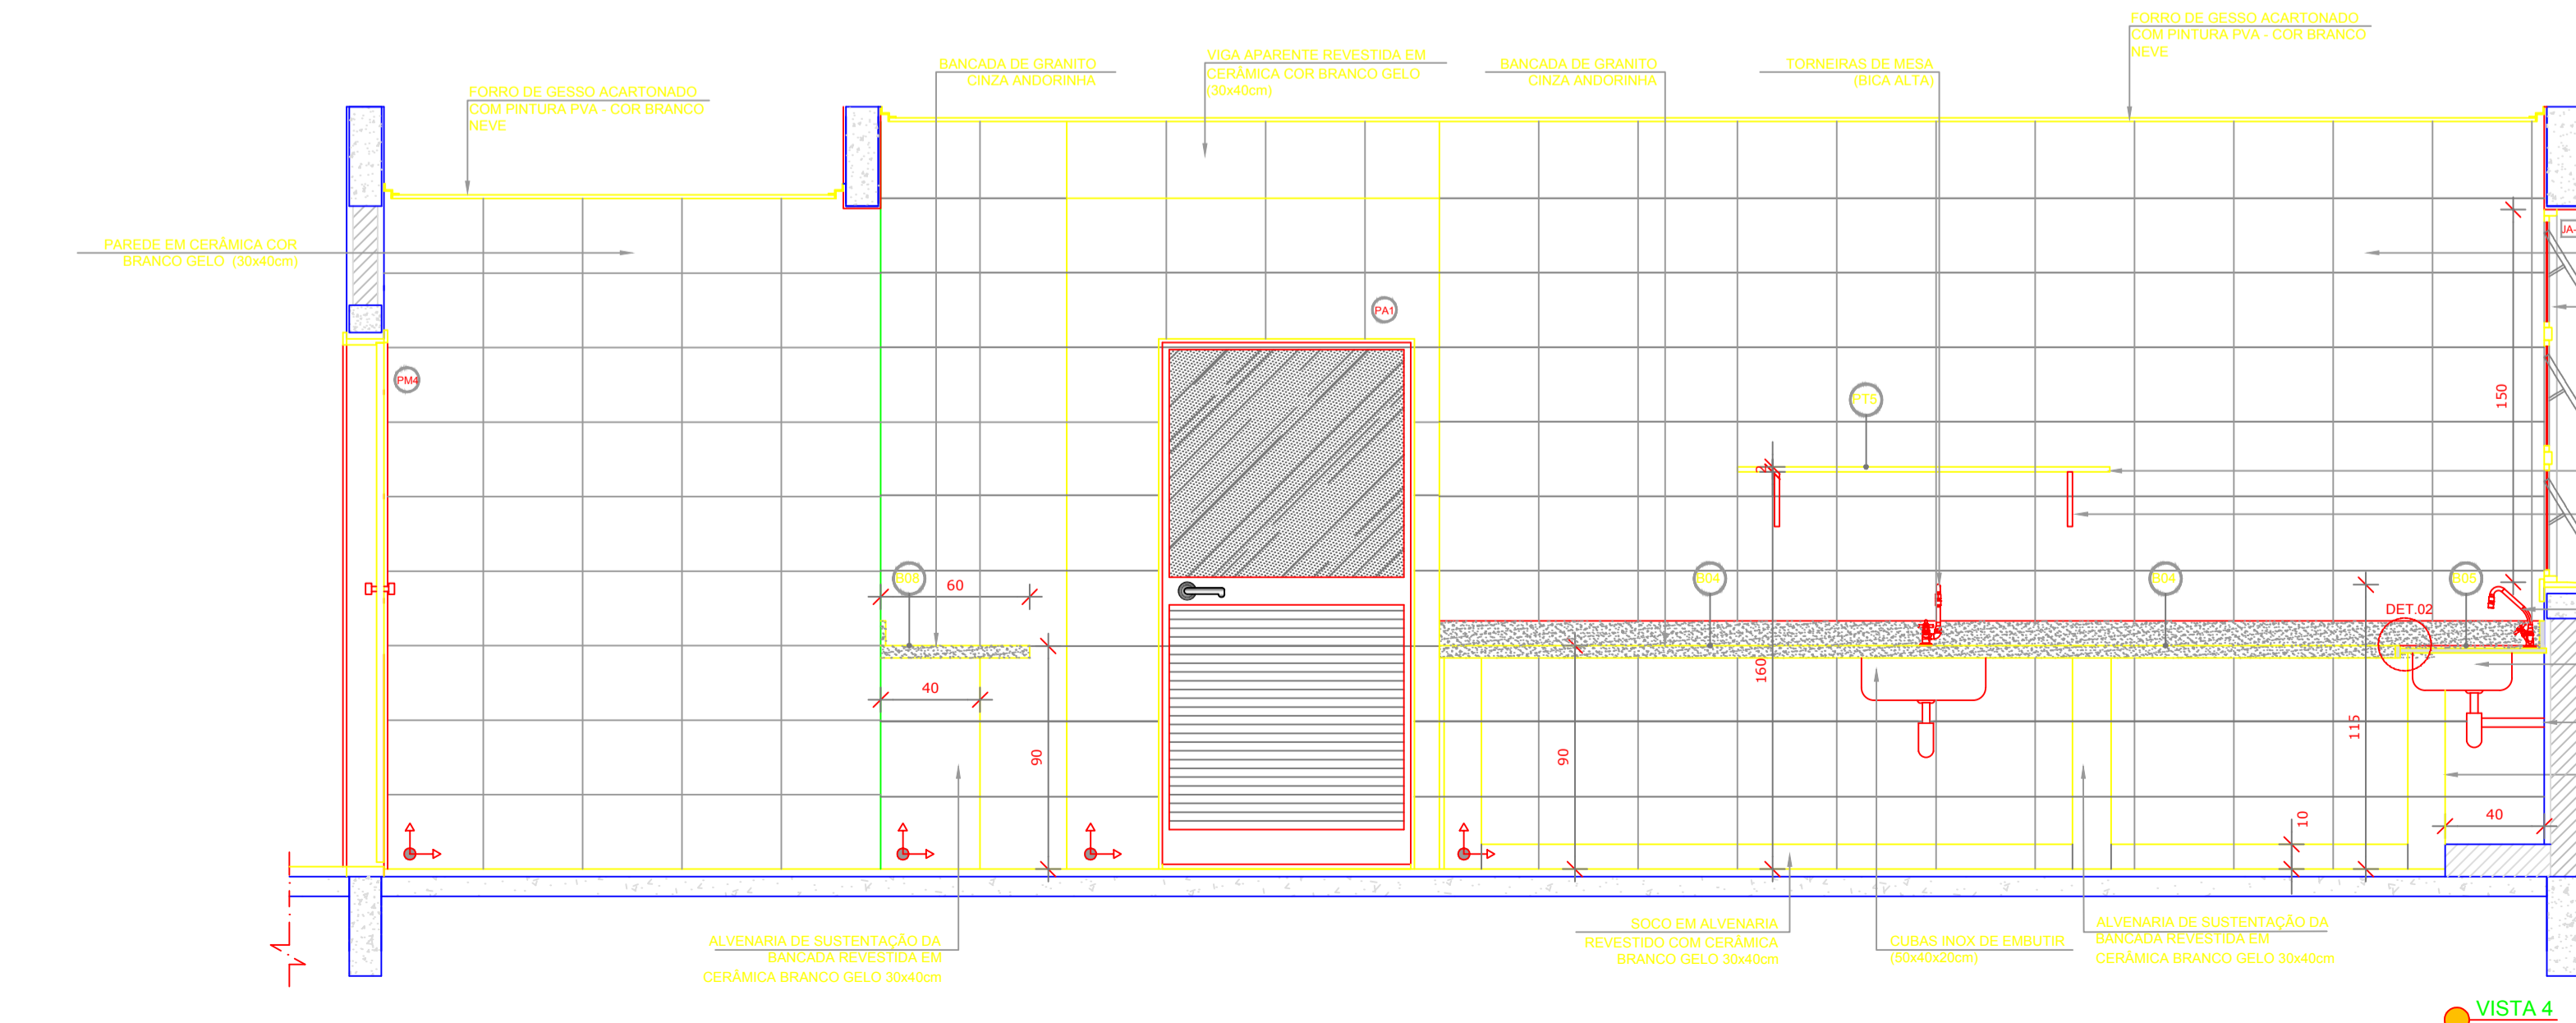 FORRO DE GESSO ACARTONADO
COM PINTURA PVA - COR BRANCO
NEVE
BANCADA DE GRANITO
CINZA ANDORINHA
VIGA APARENTE REVESTIDA EM
CERÂMICA COR BRANCO GELO
(30x40cm)
BANCADA DE GRANITO
CINZA ANDORINHA
TORNEIRAS DE MESA
(BICA ALTA)
FORRO DE GESSO ACARTONADO
COM PINTURA PVA - COR BRANCO
NEVE
PAREDE EM CERÂMICA COR
BRANCO GELO (30x40cm)
JA-
PA1
PM4
PT5
150
2
B08
60
B04
B04
B05
DET.02
40
160
90
90
115
10
40
ALVENARIA DE SUSTENTAÇÃO DA
BANCADA REVESTIDA EM
CERÂMICA BRANCO GELO 30x40cm
SOCO EM ALVENARIA
REVESTIDO COM CERÂMICA
BRANCO GELO 30x40cm
CUBAS INOX DE EMBUTIR
(50x40x20cm)
ALVENARIA DE SUSTENTAÇÃO DA
BANCADA REVESTIDA EM
CERÂMICA BRANCO GELO 30x40cm
VISTA 4